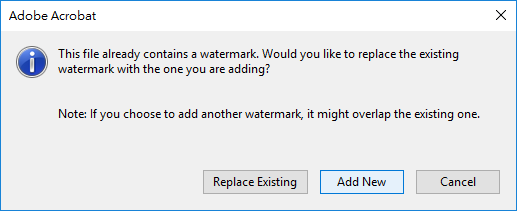 Adobe Acrobat
This file already contains a watermark. Would you like to replace the existing
watermark with the one you are adding?
Note: If you choose to add another watermark, it might overlap the existing one.
Replace Existing
Add New
Cancel